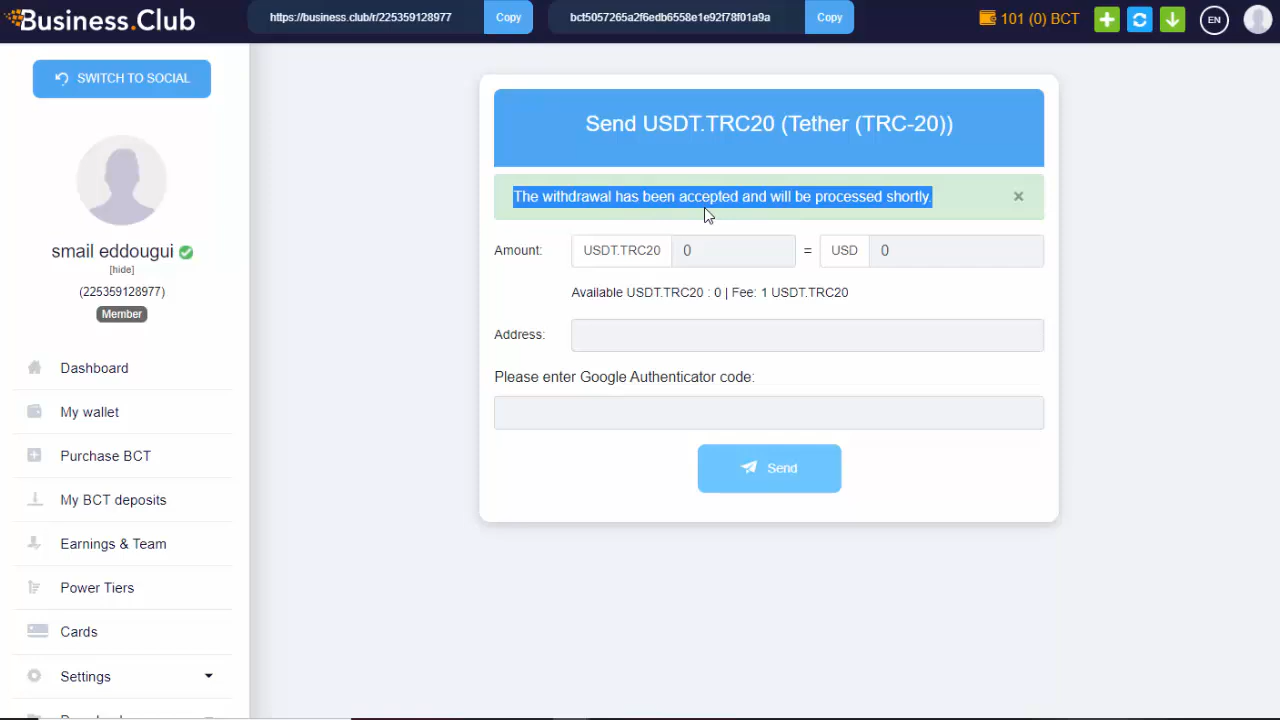 Business.Club
https://business.club/r/225359128977
Copy
bct5057265a2f6edb6558e1e92f78f01a9a
Copy
101 (0) BCT
EN
SWITCH TO SOCIAL
smail eddougui
[hide]
(225359128977)
Member
Dashboard
My wallet
Purchase BCT
My BCT deposits
Earnings & Team
Power Tiers
Cards
Settings
Send USDT.TRC20 (Tether (TRC-20))
The withdrawal has been accepted and will be processed shortly.
×
Amount: USDT.TRC20 0 = USD 0
Available USDT.TRC20 : 0 | Fee: 1 USDT.TRC20
Address:
Please enter Google Authenticator code:
Send